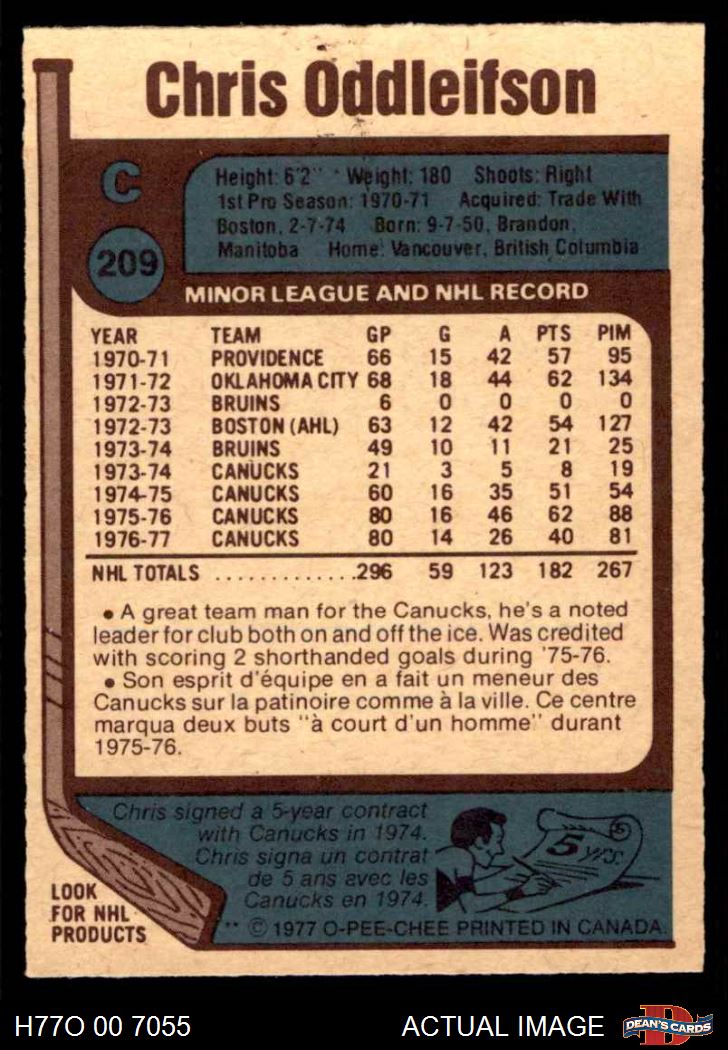 Chris Oddleifson
C
209
Height: 6'2" Weight: 180 Shoots: Right
1st Pro Season: 1970-71 Acquired: Trade With
Boston, 2-7-74 Born: 9-7-50, Brandon,
Manitoba Home: Vancouver, British Columbia
MINOR LEAGUE AND NHL RECORD
YEAR TEAM GP G A PTS PIM
1970-71 PROVIDENCE 66 15 42 57 95
1971-72 OKLAHOMA CITY 68 18 44 62 134
1972-73 BRUINS 6 0 0 0 0
1972-73 BOSTON (AHL) 63 12 42 54 127
1973-74 BRUINS 49 10 11 21 25
1973-74 CANUCKS 21 3 5 8 19
1974-75 CANUCKS 60 16 35 51 54
1975-76 CANUCKS 80 16 46 62 88
1976-77 CANUCKS 80 14 26 40 81
NHL TOTALS .............296 59 123 182 267
• A great team man for the Canucks, he's a noted
leader for club both on and off the ice. Was credited
with scoring 2 shorthanded goals during '75-76.
• Son esprit d'équipe en a fait un meneur des
Canucks sur la patinoire comme à la ville. Ce centre
marqua deux buts "à court d'un homme" durant
1975-76.
Chris signed a 5-year contract
with Canucks in 1974.
Chris signa un contrat
de 5 ans avec les
Canucks en 1974.
5 yrs.
LOOK
FOR NHL
PRODUCTS
** © 1977 O-PEE-CHEE PRINTED IN CANADA.
H77O 00 7055
ACTUAL IMAGE
D
DEAN'S CARDS